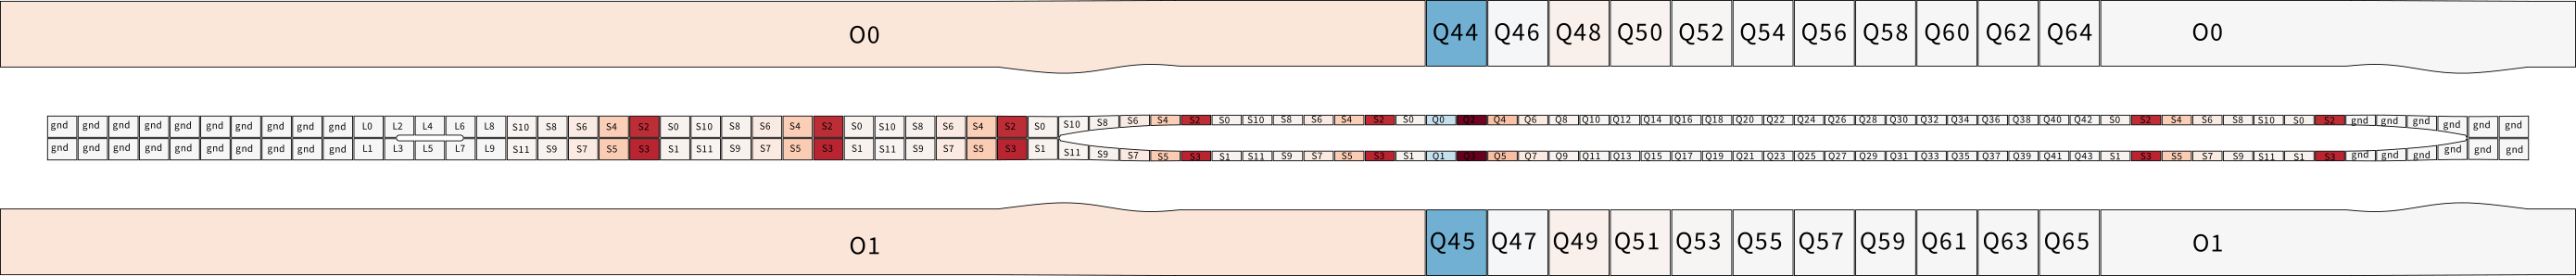 O0 Q44 Q46 Q48 Q50 Q52 Q54 Q56 Q58 Q60 Q62 Q64 O0
gnd gnd gnd gnd gnd gnd gnd gnd gnd gnd L0 L2 L4 L6 L8 S10 S8 S6 S4 S2 S0 S10 S8 S6 S4 S2 S0 S10 S8 S6 S4 S2 S0 S10 S8 S6 S4 S2 S0 S10 S8 S6 S4 S2 S0 Q0 Q2 Q4 Q6 Q8 Q10 Q12 Q14 Q16 Q18 Q20 Q22 Q24 Q26 Q28 Q30 Q32 Q34 Q36 Q38 Q40 Q42 S0 S2 S4 S6 S8 S10 S0 S2 gnd gnd gnd gnd gnd gnd
gnd gnd gnd gnd gnd gnd gnd gnd gnd gnd L1 L3 L5 L7 L9 S11 S9 S7 S5 S3 S1 S11 S9 S7 S5 S3 S1 S11 S9 S7 S5 S3 S1 S11 S9 S7 S5 S3 S1 S11 S9 S7 S5 S3 S1 Q1 Q3 Q5 Q7 Q9 Q11 Q13 Q15 Q17 Q19 Q21 Q23 Q25 Q27 Q29 Q31 Q33 Q35 Q37 Q39 Q41 Q43 S1 S3 S5 S7 S9 S11 S1 S3 gnd gnd gnd gnd gnd gnd
O1 Q45 Q47 Q49 Q51 Q53 Q55 Q57 Q59 Q61 Q63 Q65 O1